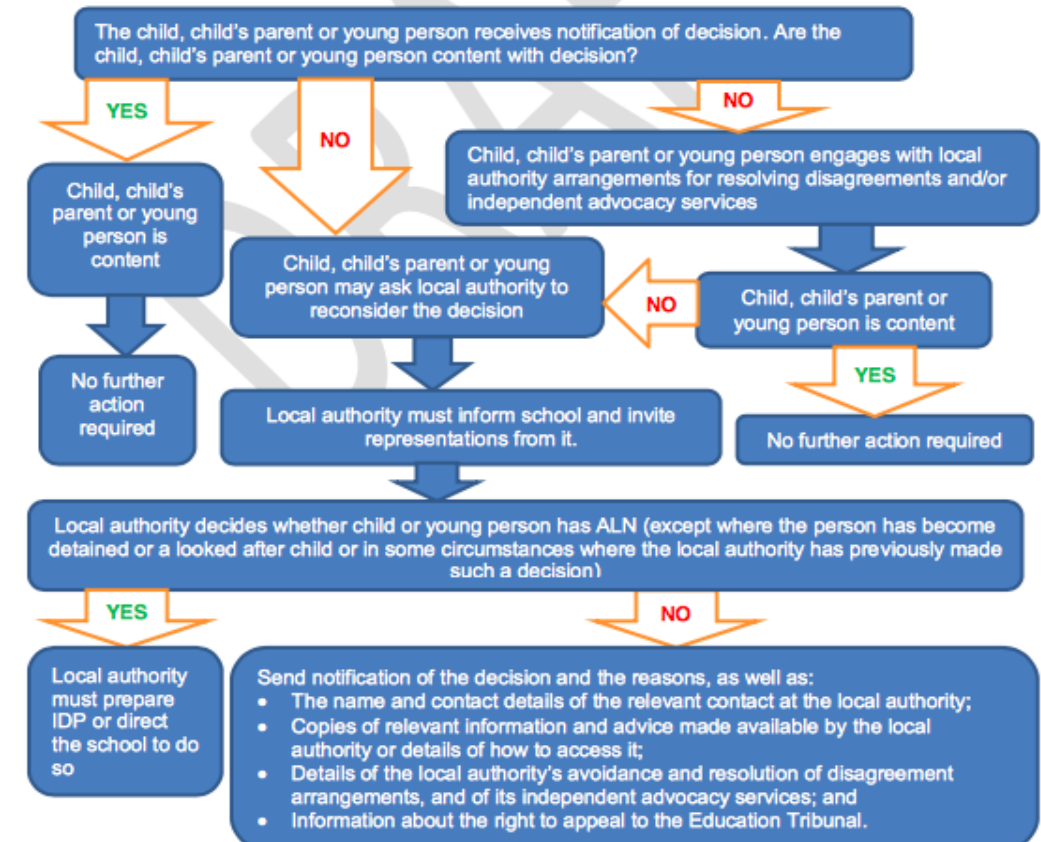 The child, child's parent or young person receives notification of decision. Are the
child, child's parent or young person content with decision?
YES
NO
NO
Child, child's parent or young person engages with local
authority arrangements for resolving disagreements and/or
independent advocacy services
Child, child's
parent or young
person is
content
Child, child's parent or young
person may ask local authority to
reconsider the decision
NO
Child, child's parent or
young person is content
No further
action
required
YES
Local authority must inform school and invite
representations from it.
No further action required
Local authority decides whether child or young person has ALN (except where the person has become
detained or a looked after child or in some circumstances where the local authority has previously made
such a decision)
YES
NO
Local authority
must prepare
IDP or direct
the school to do
so
Send notification of the decision and the reasons, as well as:
• The name and contact details of the relevant contact at the local authority;
• Copies of relevant information and advice made available by the local
authority or details of how to access it;
• Details of the local authority's avoidance and resolution of disagreement
arrangements, and of its independent advocacy services; and
• Information about the right to appeal to the Education Tribunal.